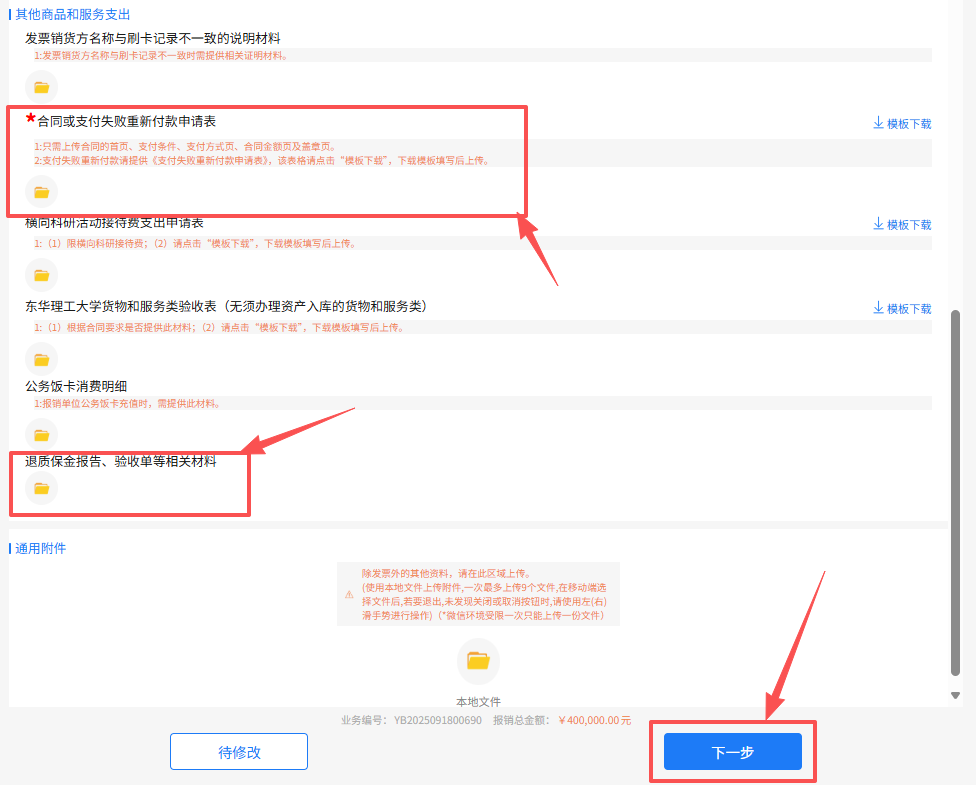 其他商品和服务支出
发票销货方名称与刷卡记录不一致的说明材料
1:发票销货方名称与刷卡记录不一致时需提供相关证明材料。
*合同或支付失败重新付款申请表
模板下载
1:只需上传合同的首页、支付条件、支付方式页、合同金额页及盖章页。
2:支付失败重新付款请提供《支付失败重新付款申请表》，该表格请点击“模板下载”，下载模板填写后上传。
横向科研活动接待费支出申请表
模板下载
1:（1）限横向科研接待费；（2）请点击“模板下载”，下载模板填写后上传。
东华理工大学货物和服务类验收表（无须办理资产入库的货物和服务类）
模板下载
1:（1）根据合同要求是否提供此材料；（2）请点击“模板下载”，下载模板填写后上传。
公务饭卡消费明细
1:报销单位公务饭卡充值时，需提供此材料。
退质保金报告、验收单等相关材料
通用附件
除发票外的其他资料，请在此区域上传。
(使用本地文件上传附件,一次最多上传9个文件,在移动端选
择文件后,若要退出,未发现关闭或取消按钮时,请使用左(右)
滑手势进行操作)（*微信环境受限一次只能上传一份文件）
本地文件
业务编号： YB2025091800690 报销总金额： ￥400,000.00元
待修改
下一步